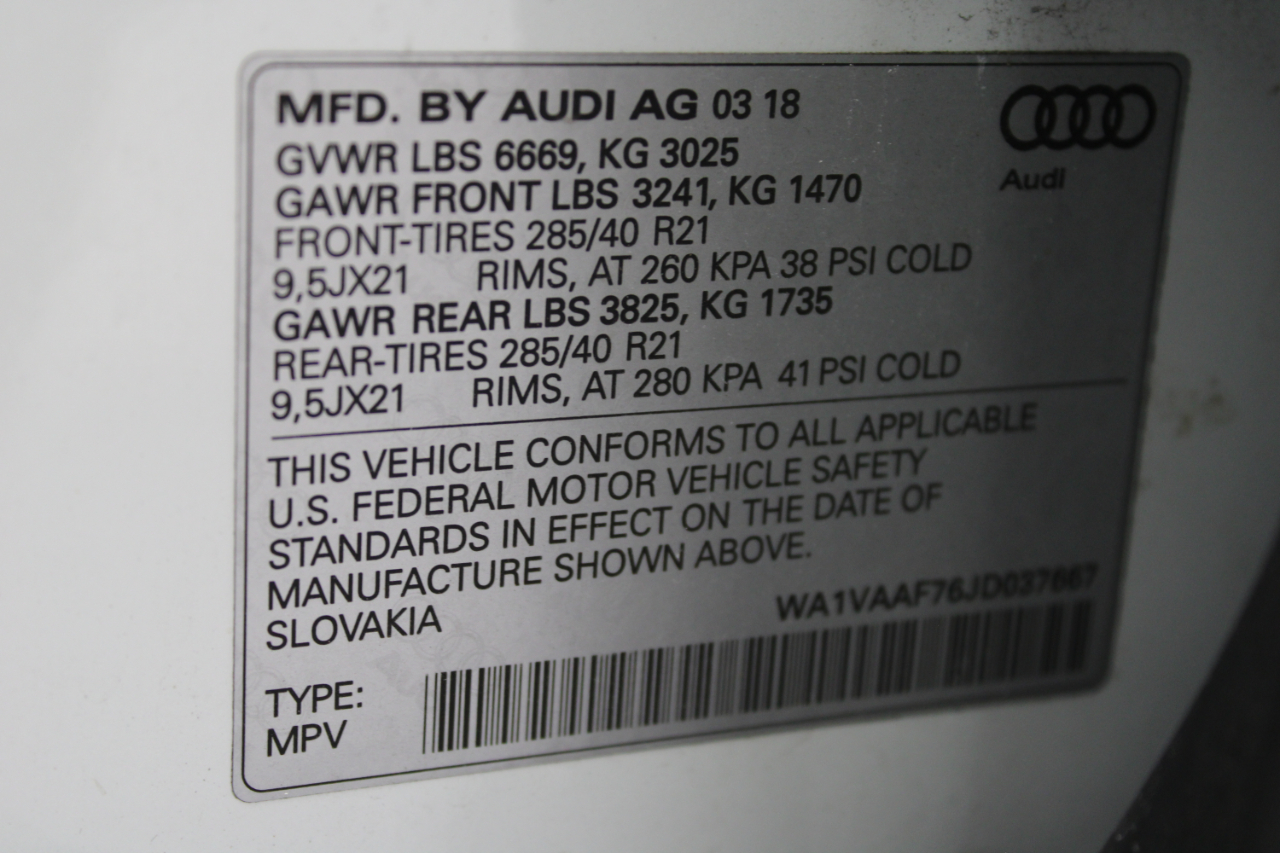 MFD. BY AUDI AG 03 18
Audi
GVWR LBS 6669, KG 3025
GAWR FRONT LBS 3241, KG 1470
FRONT-TIRES 285/40 R21
9,5JX21 RIMS, AT 260 KPA 38 PSI COLD
GAWR REAR LBS 3825, KG 1735
REAR-TIRES 285/40 R21
9,5JX21 RIMS, AT 280 KPA 41 PSI COLD
THIS VEHICLE CONFORMS TO ALL APPLICABLE
U.S. FEDERAL MOTOR VEHICLE SAFETY
STANDARDS IN EFFECT ON THE DATE OF
MANUFACTURE SHOWN ABOVE.
SLOVAKIA
WA1VAAF76JD037667
TYPE:
MPV